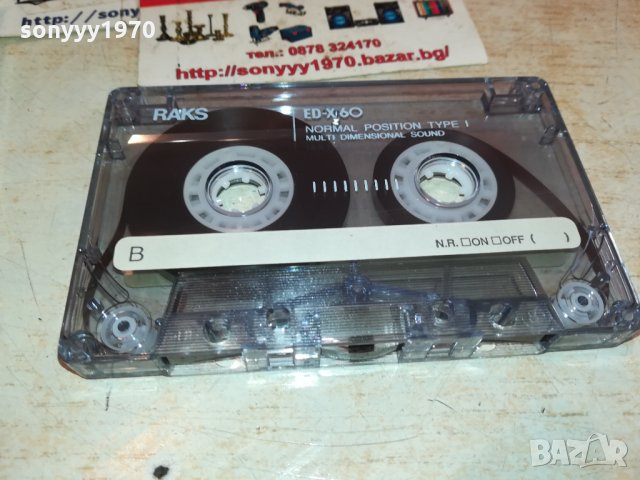 sonyyy1970
http://sony
тел.: 0878 324170
http://sonyyy1970.bazar.bg/
RAKS
ED-X 60
NORMAL POSITION TYPE I
MULTI DIMENSIONAL SOUND
B
N.R. □ON □OFF ( )
sonyyy1970
BAZAR